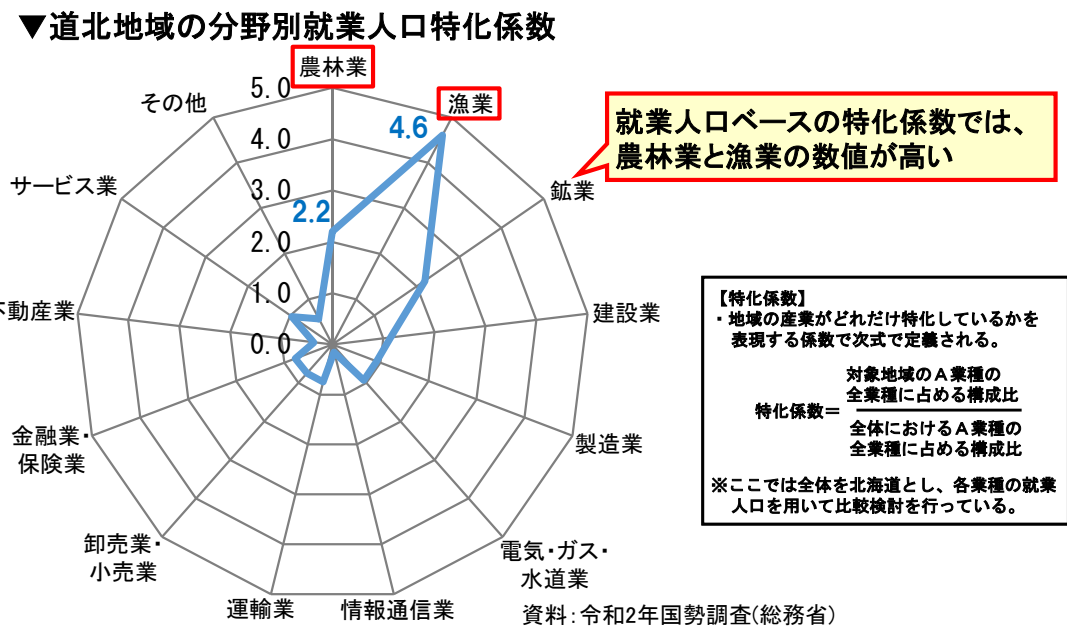 ▼道北地域の分野別就業人口特化係数
農林業
漁業
鉱業
建設業
製造業
電気・ガス・
水道業
情報通信業
運輸業
卸売業・
小売業
金融業・
保険業
不動産業
サービス業
その他
5.0
4.0
3.0
2.0
1.0
0.0
4.6
2.2
就業人口ベースの特化係数では、
農林業と漁業の数値が高い
【特化係数】
・地域の産業がどれだけ特化しているかを
表現する係数で次式で定義される。
特化係数＝
対象地域のA業種の
全業種に占める構成比
全体におけるA業種の
全業種に占める構成比
※ここでは全体を北海道とし、各業種の就業
人口を用いて比較検討を行っている。
資料：令和2年国勢調査(総務省)